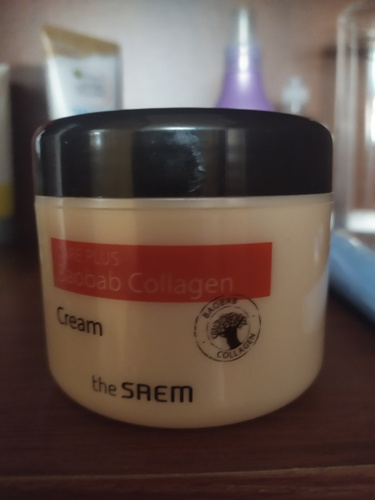 CARE PLUS
Baobab Collagen
Cream
BAOBAB
COLLAGEN
the SAEM